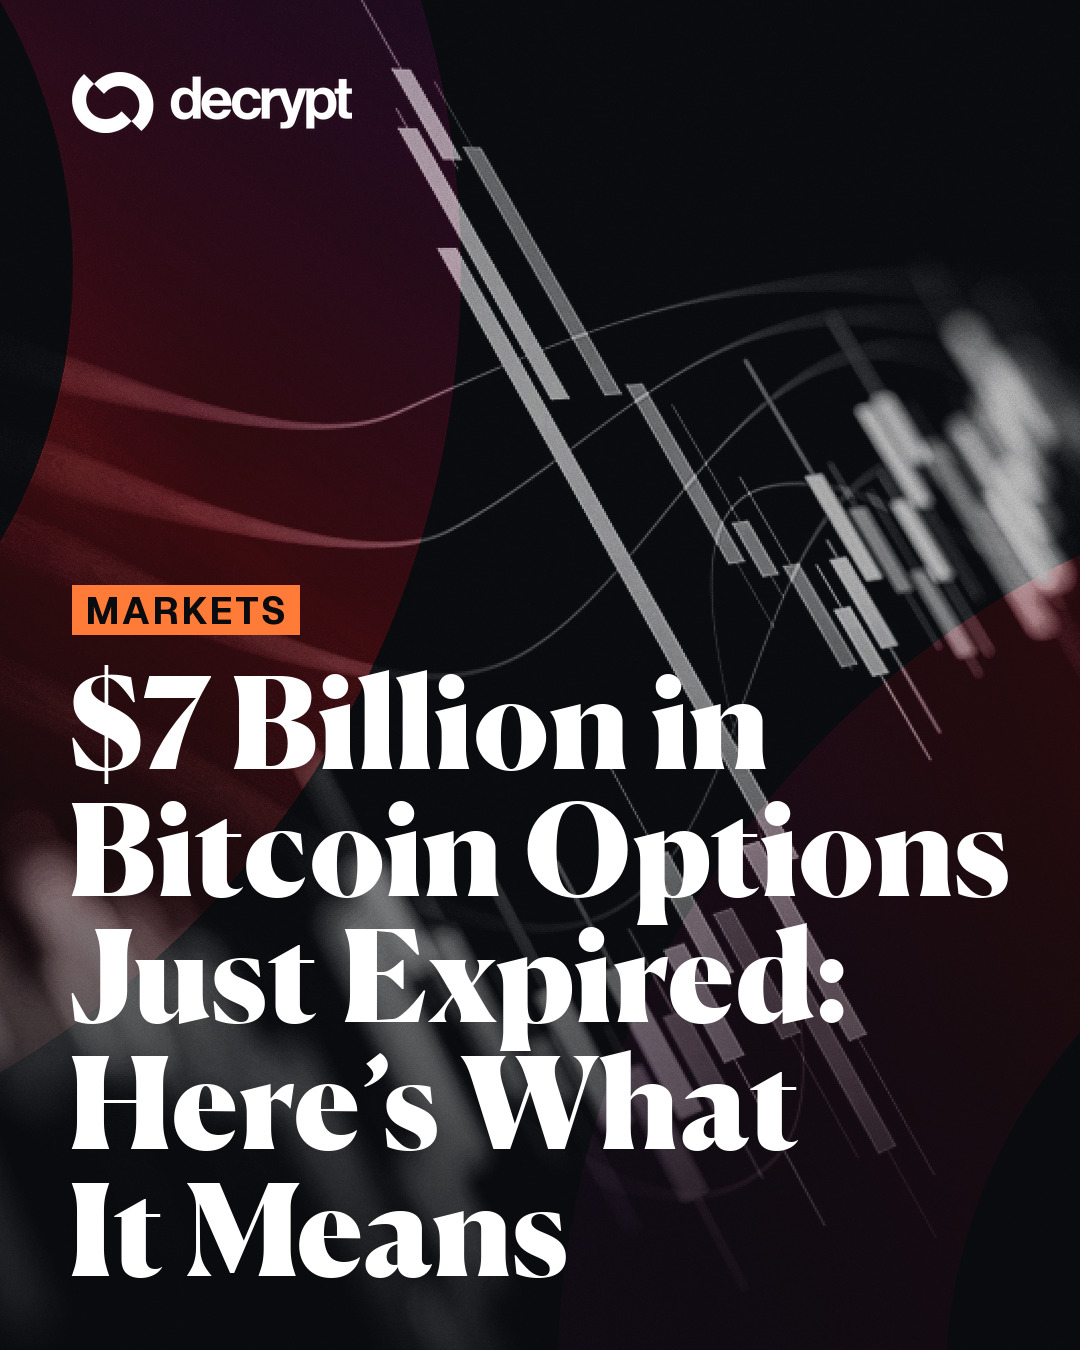 decrypt
MARKETS
$7 Billion in
Bitcoin Options
Just Expired:
Here’s What
It Means